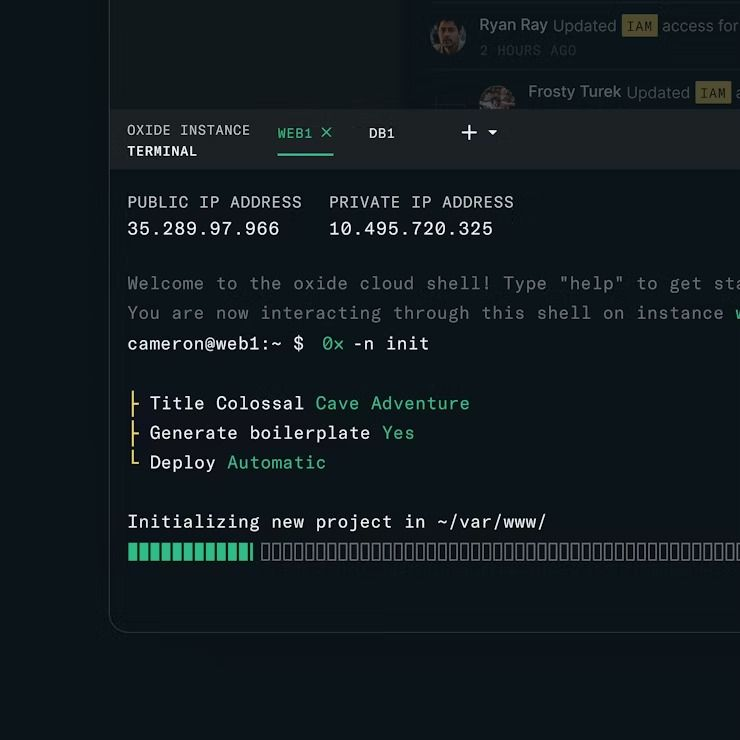 Ryan Ray Updated IAM access for
2 HOURS AGO
Frosty Turek Updated IAM
OXIDE INSTANCE
TERMINAL
WEB1 ✕
DB1
PUBLIC IP ADDRESS
35.289.97.966
PRIVATE IP ADDRESS
10.495.720.325
Welcome to the oxide cloud shell! Type "help" to get
You are now interacting through this shell on instance
cameron@web1:~ $ 0x -n init
├ Title Colossal Cave Adventure
├ Generate boilerplate Yes
└ Deploy Automatic
Initializing new project in ~/var/www/